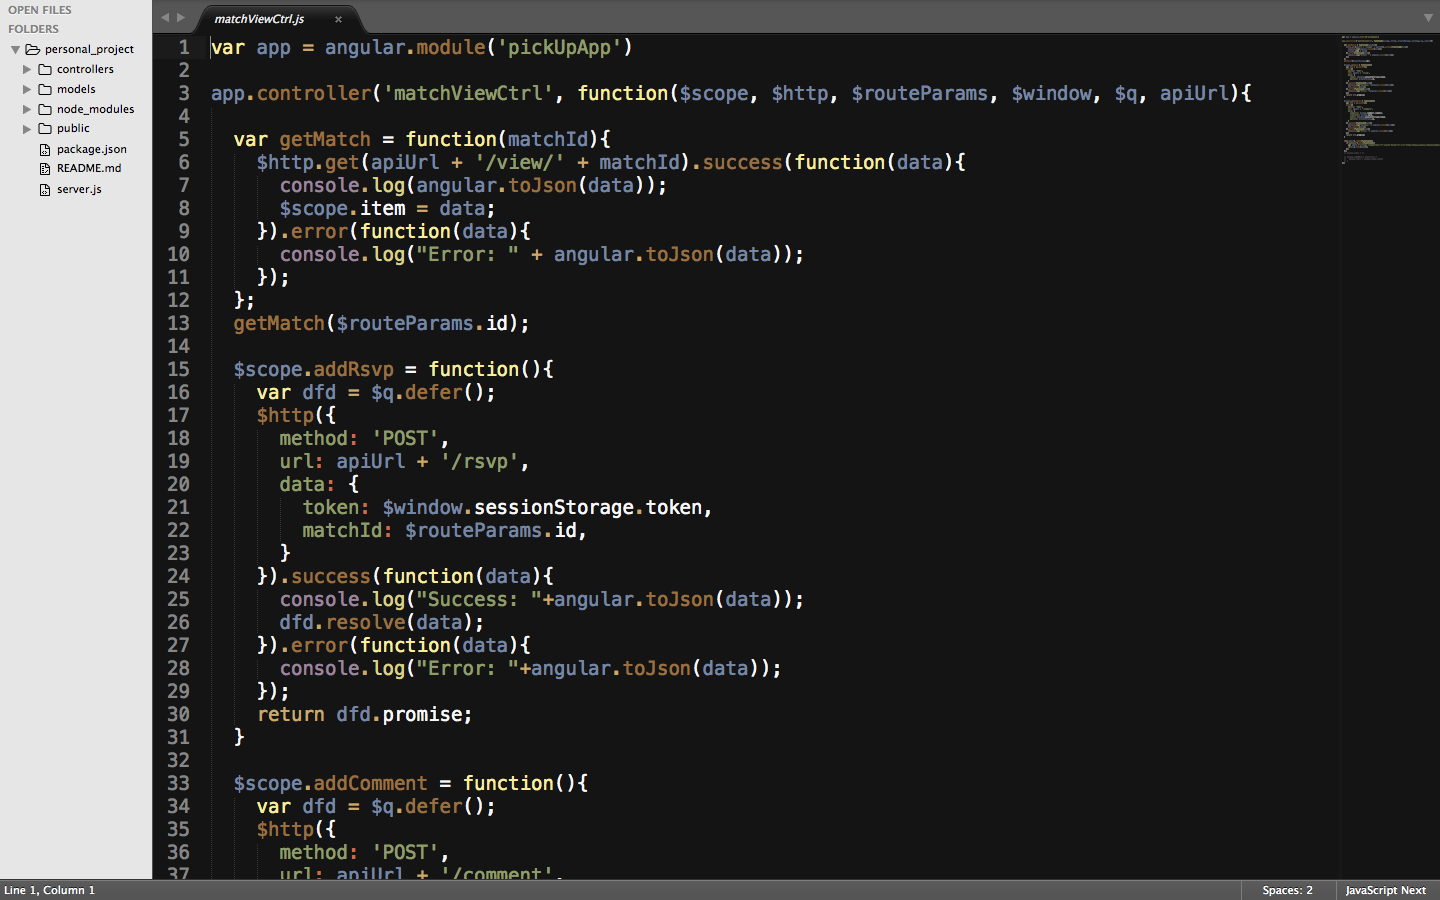 OPEN FILES
FOLDERS
personal_project
controllers
models
node_modules
public
package.json
README.md
server.js
matchViewCtrl.js ×
1 var app = angular.module('pickUpApp')
2
3 app.controller('matchViewCtrl', function($scope, $http, $routeParams, $window, $q, apiUrl){
4
5   var getMatch = function(matchId){
6     $http.get(apiUrl + '/view/' + matchId).success(function(data){
7       console.log(angular.toJson(data));
8       $scope.item = data;
9     }).error(function(data){
10       console.log("Error: " + angular.toJson(data));
11     });
12   };
13   getMatch($routeParams.id);
14
15   $scope.addRsvp = function(){
16     var dfd = $q.defer();
17     $http({
18       method: 'POST',
19       url: apiUrl + '/rsvp',
20       data: {
21         token: $window.sessionStorage.token,
22         matchId: $routeParams.id,
23       }
24     }).success(function(data){
25       console.log("Success: "+angular.toJson(data));
26       dfd.resolve(data);
27     }).error(function(data){
28       console.log("Error: "+angular.toJson(data));
29     });
30     return dfd.promise;
31   }
32
33   $scope.addComment = function(){
34     var dfd = $q.defer();
35     $http({
36       method: 'POST',
37       url: apiUrl + '/comment',
Line 1, Column 1
Spaces: 2
JavaScript Next